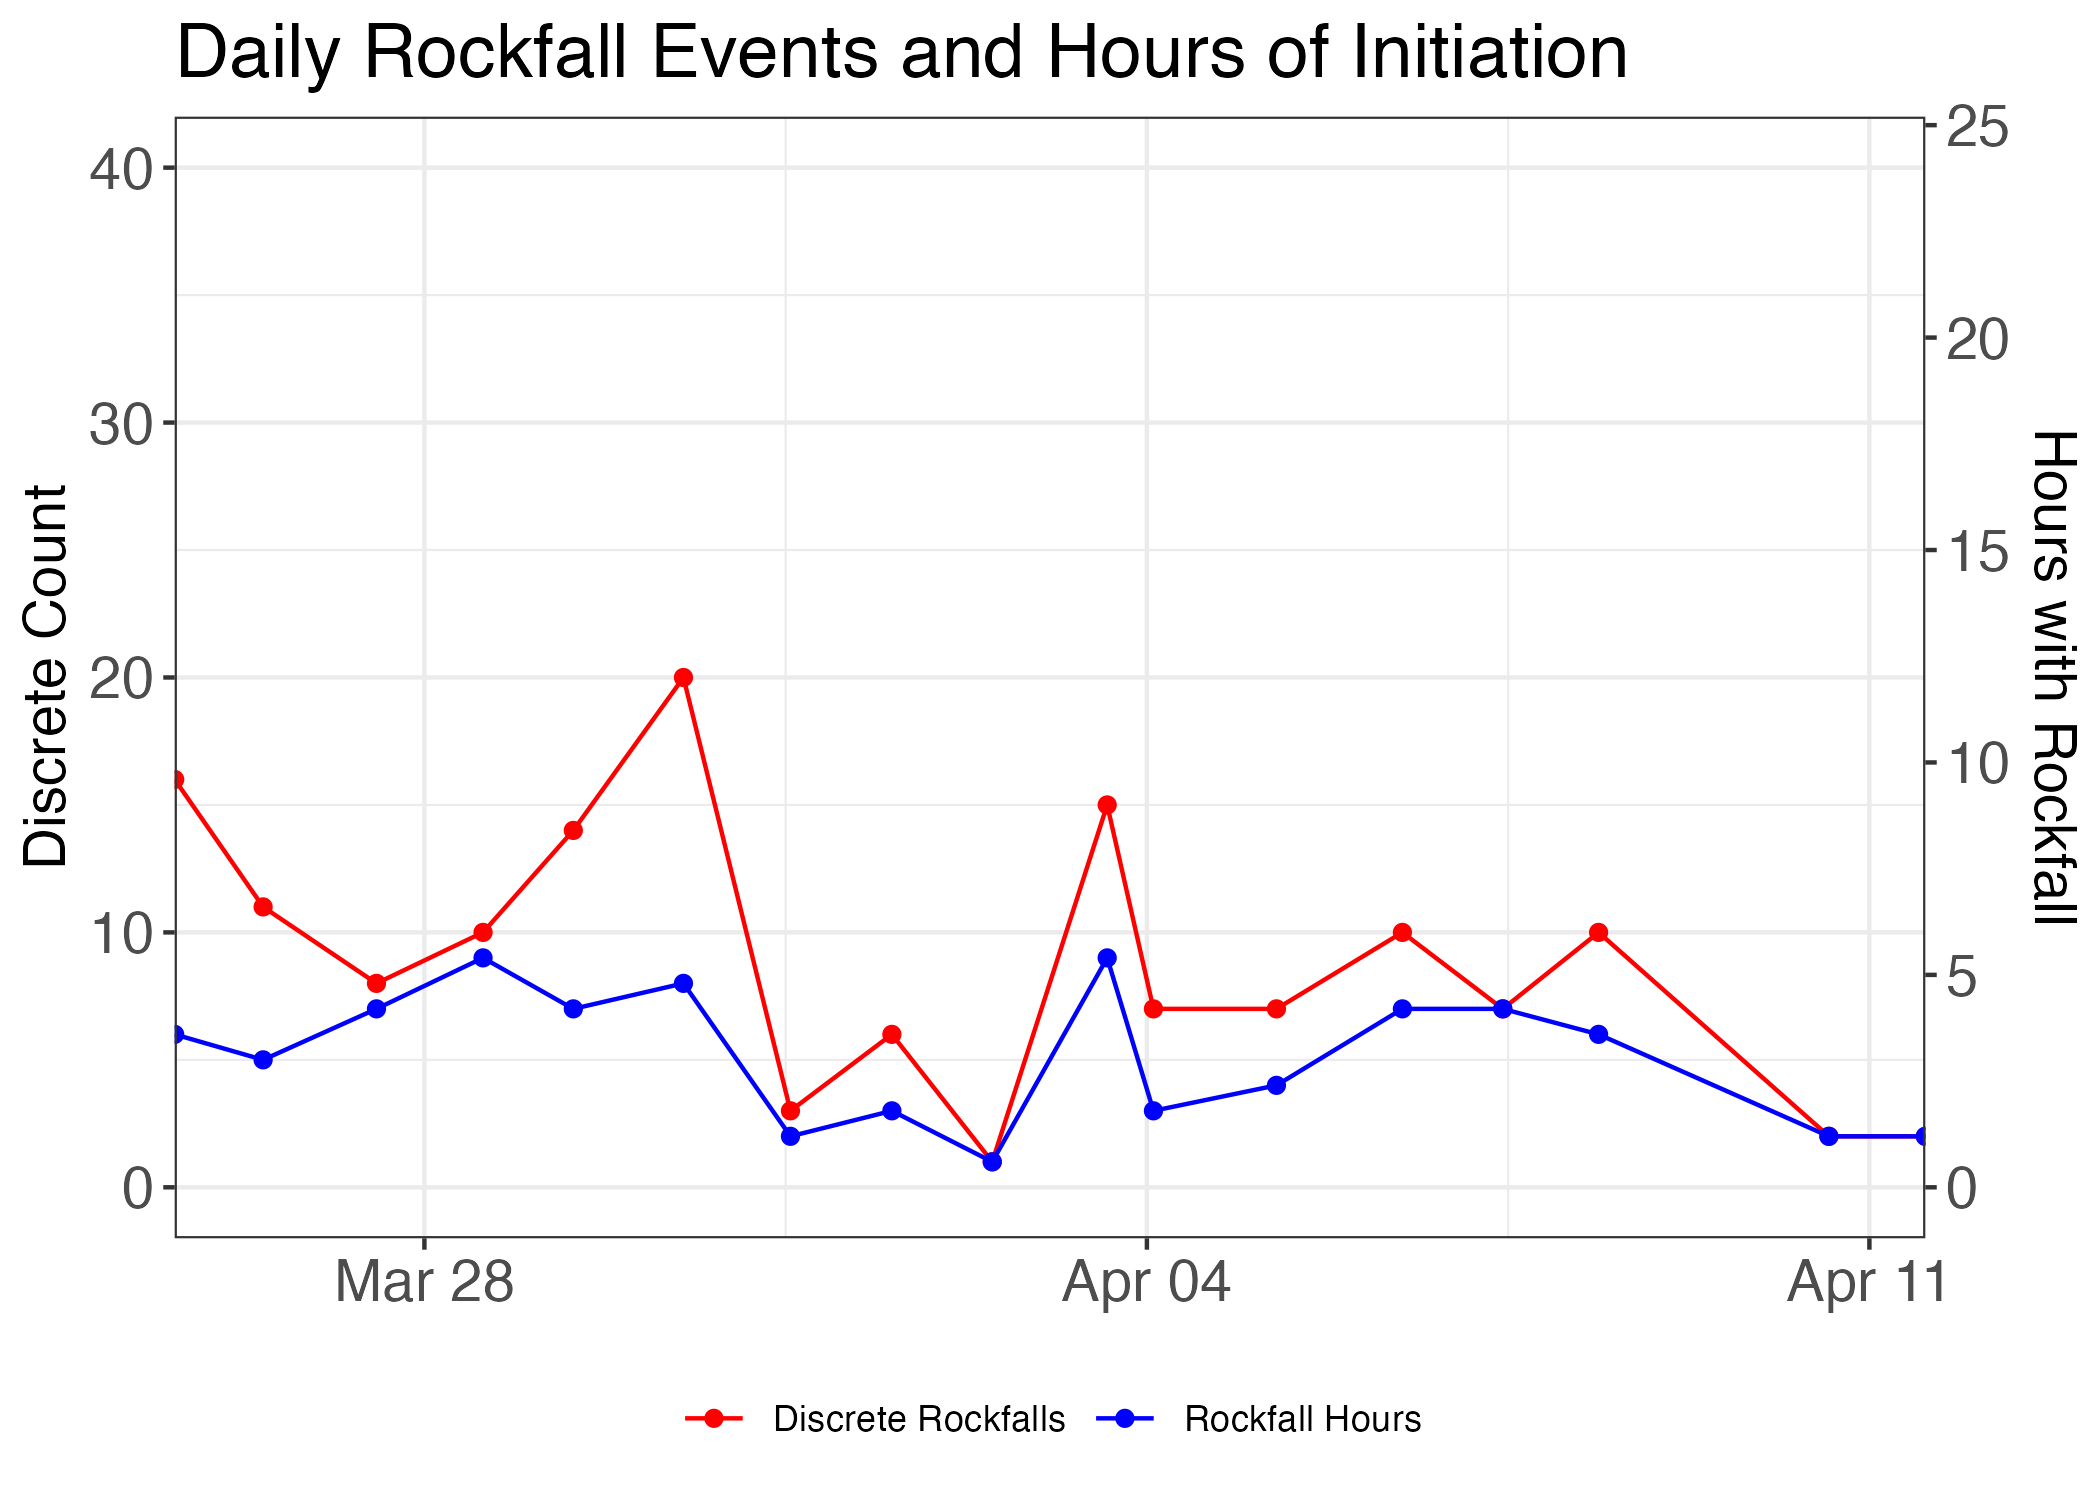 Daily Rockfall Events and Hours of Initiation
Discrete Count
40
30
20
10
0
25
20
15
10
5
0
Hours with Rockfall
Mar 28
Apr 04
Apr 11
Discrete Rockfalls
Rockfall Hours